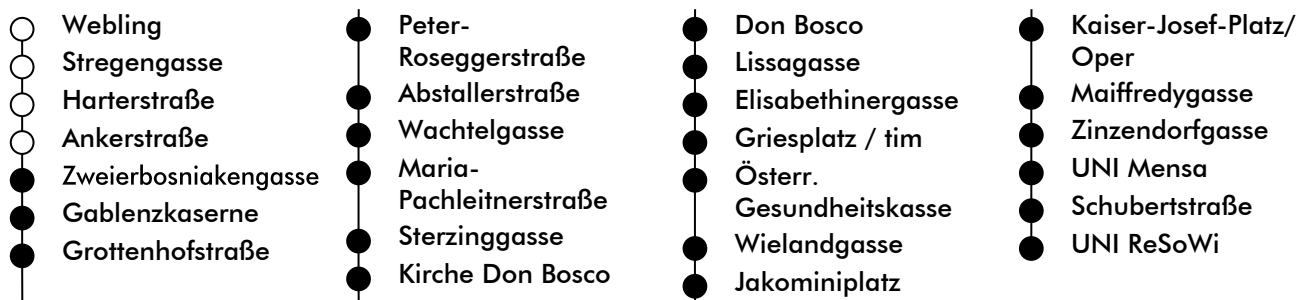 Webling
Stregengasse
Harterstraße
Ankerstraße
Zweierbosniakengasse
Gablenzkaserne
Grottenhofstraße
Peter-
Roseggerstraße
Abstallerstraße
Wachtelgasse
Maria-
Pachleitnerstraße
Sterzinggasse
Kirche Don Bosco
Don Bosco
Lissagasse
Elisabethinergasse
Griesplatz / tim
Österr.
Gesundheitskasse
Wielandgasse
Jakominiplatz
Kaiser-Josef-Platz/
Oper
Maiffredygasse
Zinzendorfgasse
UNI Mensa
Schubertstraße
UNI ReSoWi